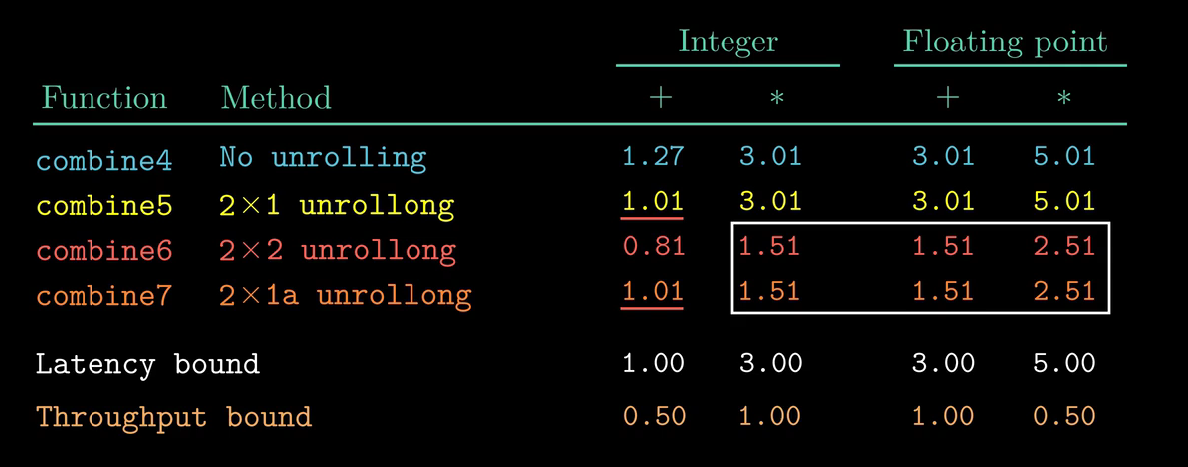 Integer Floating point
Function Method + * + *
combine4 No unrolling 1.27 3.01 3.01 5.01
combine5 2×1 unrollong 1.01 3.01 3.01 5.01
combine6 2×2 unrollong 0.81 1.51 1.51 2.51
combine7 2×1a unrollong 1.01 1.51 1.51 2.51
Latency bound 1.00 3.00 3.00 5.00
Throughput bound 0.50 1.00 1.00 0.50